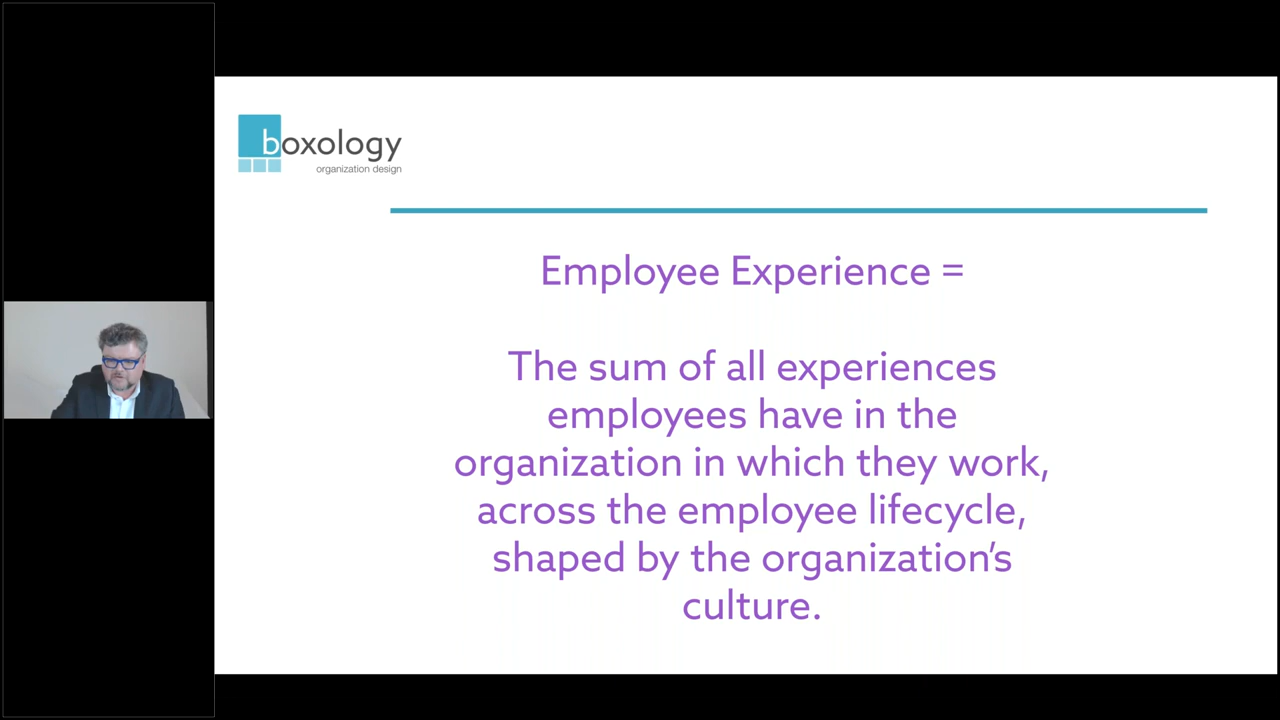 boxology
organization design
Employee Experience =
The sum of all experiences
employees have in the
organization in which they work,
across the employee lifecycle,
shaped by the organization’s
culture.